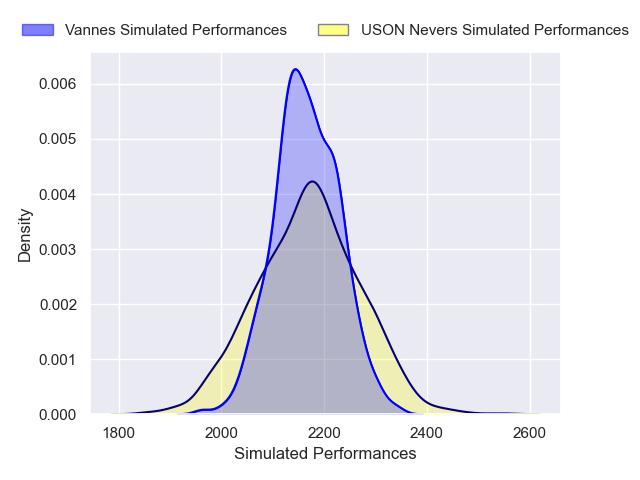 Vannes Simulated Performances USON Nevers Simulated Performances
0.006
0.005
0.004
0.003
0.002
0.001
0.000
Density
1800 2000 2200 2400 2600
Simulated Performances